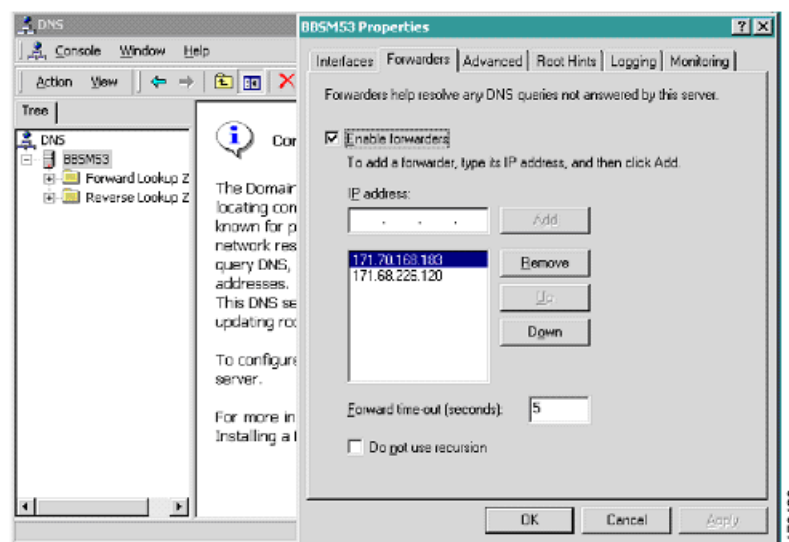 DNS
Console Window Help
Action View
Tree
DNS
BBSM53
Forward Lookup Z
Reverse Lookup Z
Cor
The Domain
locating con
known for p
network res
query DNS,
addresses.
This DNS se
updating roo
To configure
server.
For more in
Installing a
BBSM53 Properties
Interfaces Forwarders Advanced Root Hints Logging Monitoring
Forwarders help resolve any DNS queries not answered by this server.
Enable forwarders
To add a forwarder, type its IP address, and then click Add.
IP address:
. . .
Add
171.70.168.183
171.68.226.120
Remove
Up
Down
Forward time-out (seconds): 5
Do not use recursion
OK Cancel Apply